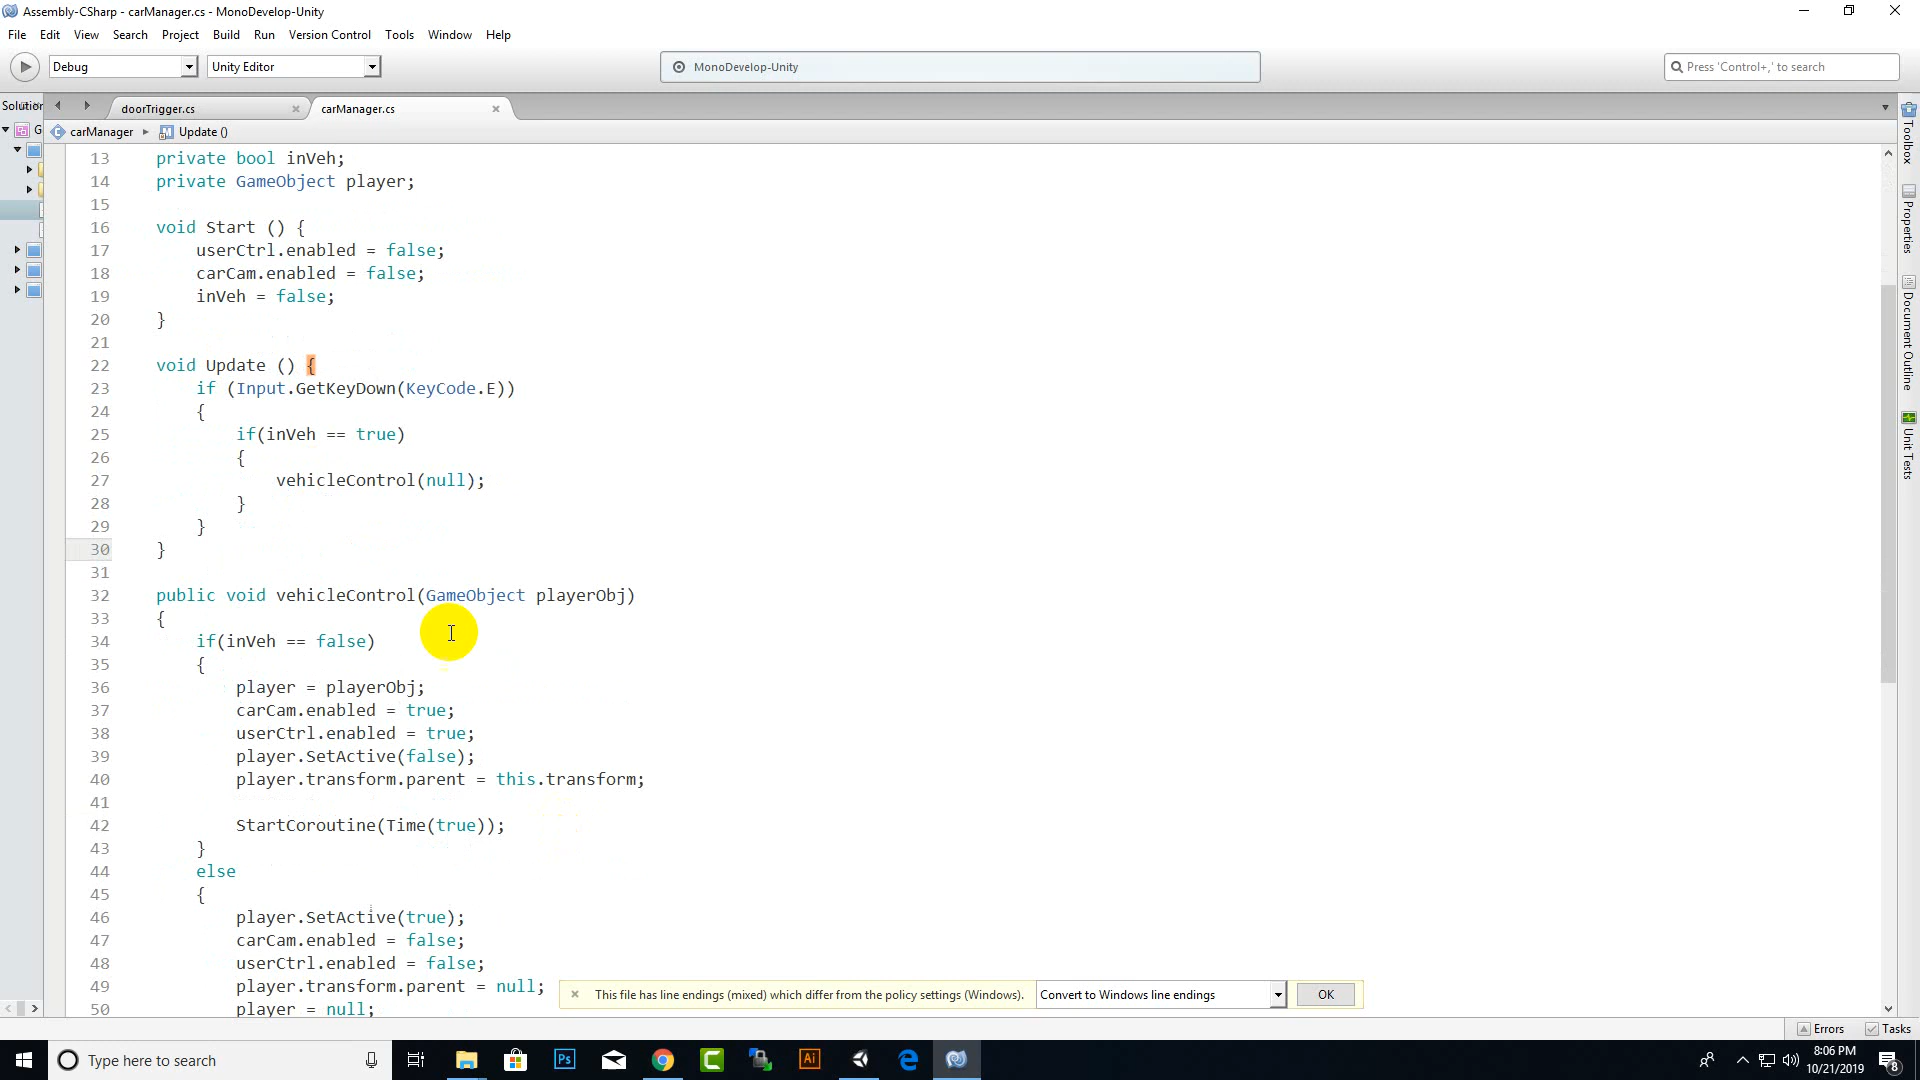 Assembly-CSharp - carManager.cs - MonoDevelop-Unity
File Edit View Search Project Build Run Version Control Tools Window Help
Debug Unity Editor MonoDevelop-Unity Press 'Control+,' to search
Solution doorTrigger.cs carManager.cs
G carManager Update ()
13 private bool inVeh;
14 private GameObject player;
15
16 void Start () {
17 userCtrl.enabled = false;
18 carCam.enabled = false;
19 inVeh = false;
20 }
21
22 void Update () {
23 if (Input.GetKeyDown(KeyCode.E))
24 {
25 if(inVeh == true)
26 {
27 vehicleControl(null);
28 }
29 }
30 }
31
32 public void vehicleControl(GameObject playerObj)
33 {
34 if(inVeh == false)
35 {
36 player = playerObj;
37 carCam.enabled = true;
38 userCtrl.enabled = true;
39 player.SetActive(false);
40 player.transform.parent = this.transform;
41
42 StartCoroutine(Time(true));
43 }
44 else
45 {
46 player.SetActive(true);
47 carCam.enabled = false;
48 userCtrl.enabled = false;
49 player.transform.parent = null;
50 player = null;
This file has line endings (mixed) which differ from the policy settings (Windows). Convert to Windows line endings OK
Toolbox
Properties
Document Outline
Unit Tests
Errors Tasks
Type here to search
Ps
Ai
8:06 PM
10/21/2019
8